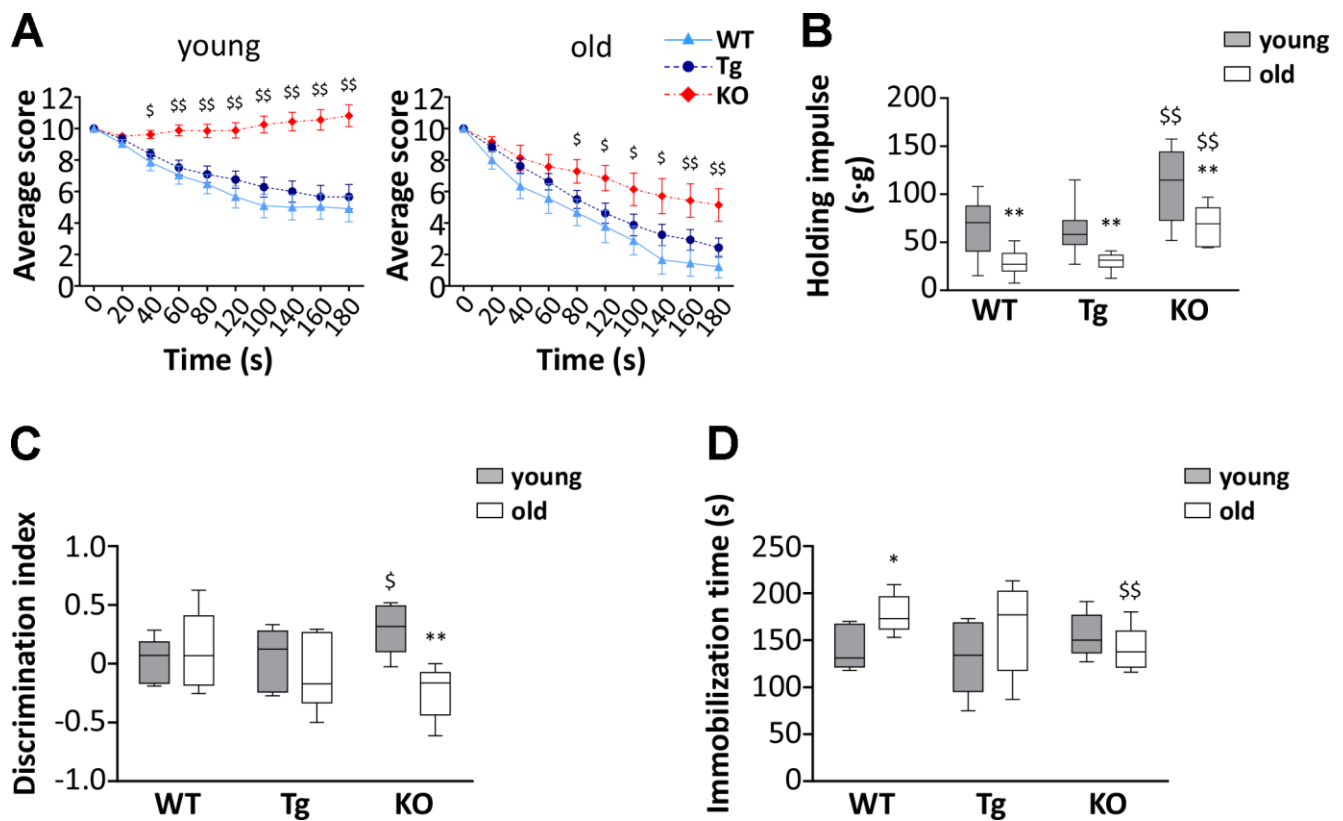 A
young
old
WT
Tg
KO
$ $$ $$ $$ $$ $$ $$ $$
12
10
8
6
4
2
0
Average score
0 20 40 60 80 120 100 140 160 180
Time (s)
$ $ $ $ $$ $$
12
10
8
6
4
2
0
Average score
0 20 40 60 80 120 100 140 160 180
Time (s)
B
young
old
200
150
100
50
0
Holding impulse
(s·g)
**
**
$$
$$
**
WT Tg KO
C
young
old
1.0
0.5
0
-0.5
-1.0
Discrimination index
$
**
WT Tg KO
D
young
old
250
200
150
100
50
0
Immobilization time (s)
*
$$
WT Tg KO